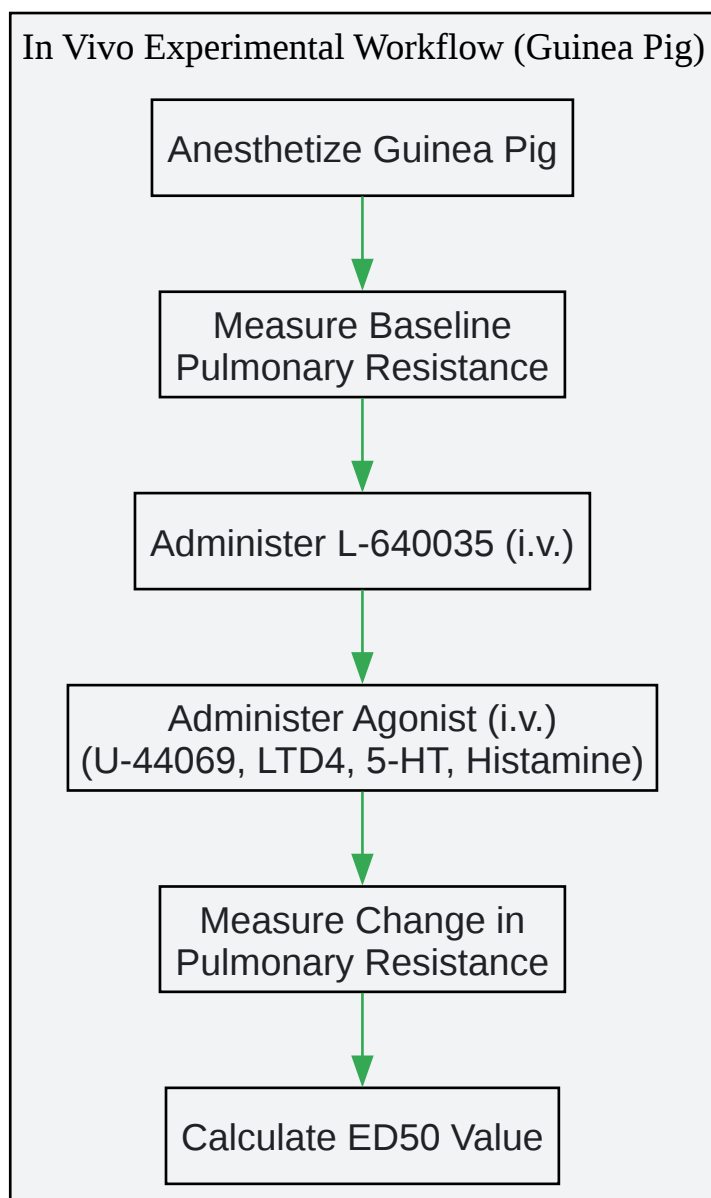 In Vivo Experimental Workflow (Guinea Pig)
Anesthetize Guinea Pig
Measure Baseline
Pulmonary Resistance
Administer L-640035 (i.v.)
Administer Agonist (i.v.)
(U-44069, LTD4, 5-HT, Histamine)
Measure Change in
Pulmonary Resistance
Calculate ED50 Value